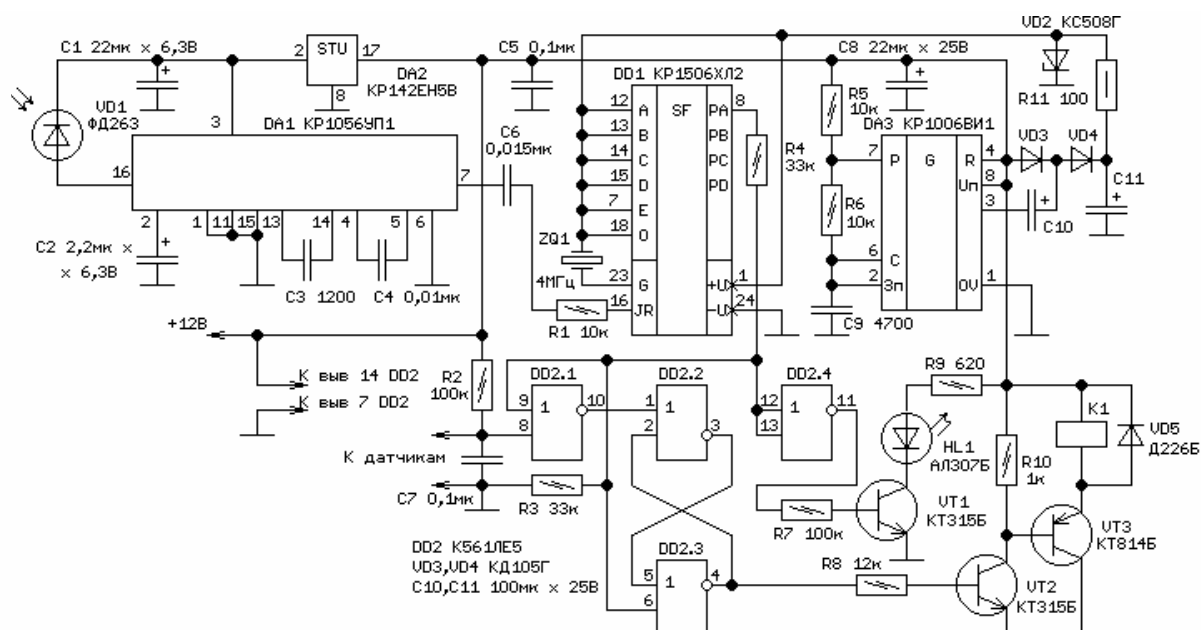 C1 22мк × 6,3В
2
STU
17
8
DA2
КР142ЕН5В
C5 0,1мк
C8 22мк × 25В
VD2 КС508Г
R11 100
VD1
ФД263
3
DA1 КР1056УП1
16
7
2
1
11
15
13
14
4
5
6
C2 2,2мк ×
× 6,3В
C3 1200
C4 0,01мк
C6
0,015мк
DD1 КР1506ХЛ2
12
13
14
15
7
18
23
16
A
B
C
D
E
O
G
JR
SF
PA
PB
PC
PD
+U
-U
8
1
24
ZQ1
4МГц
R1 10к
R4
33к
R5
10к
R6
10к
DA3 КР1006ВИ1
7
6
2
P
C
Зп
G
R
Uп
OV
4
8
3
1
VD3
VD4
C10
C11
C9 4700
+12В
К выв 14 DD2
К выв 7 DD2
R2
100к
К датчикам
C7 0,1мк
R3 33к
DD2.1
9
8
1
10
DD2.2
1
2
1
3
DD2.4
12
13
1
11
DD2.3
5
6
1
4
R9 620
HL1
АЛ307Б
R7 100к
VT1
КТ315Б
R10
1к
K1
VD5
Д226Б
VT3
КТ814Б
R8 12к
VT2
КТ315Б
DD2 К561ЛЕ5
VD3,VD4 КД105Г
C10,C11 100мк × 25В